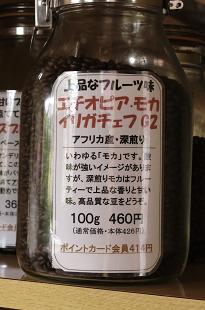 上品なフルーツ味
エチオピア・モカ
イリガチェフ G2
アフリカ産・深煎り
いわゆる「モカ」です。酸
味が強いイメージがありま
すが、深煎りモカはフルー
ティーで上品な香りと甘い
味。高品質な豆をどうぞ。
100g 460円
(通常価格・本体426円)
ポイントカード会員414円